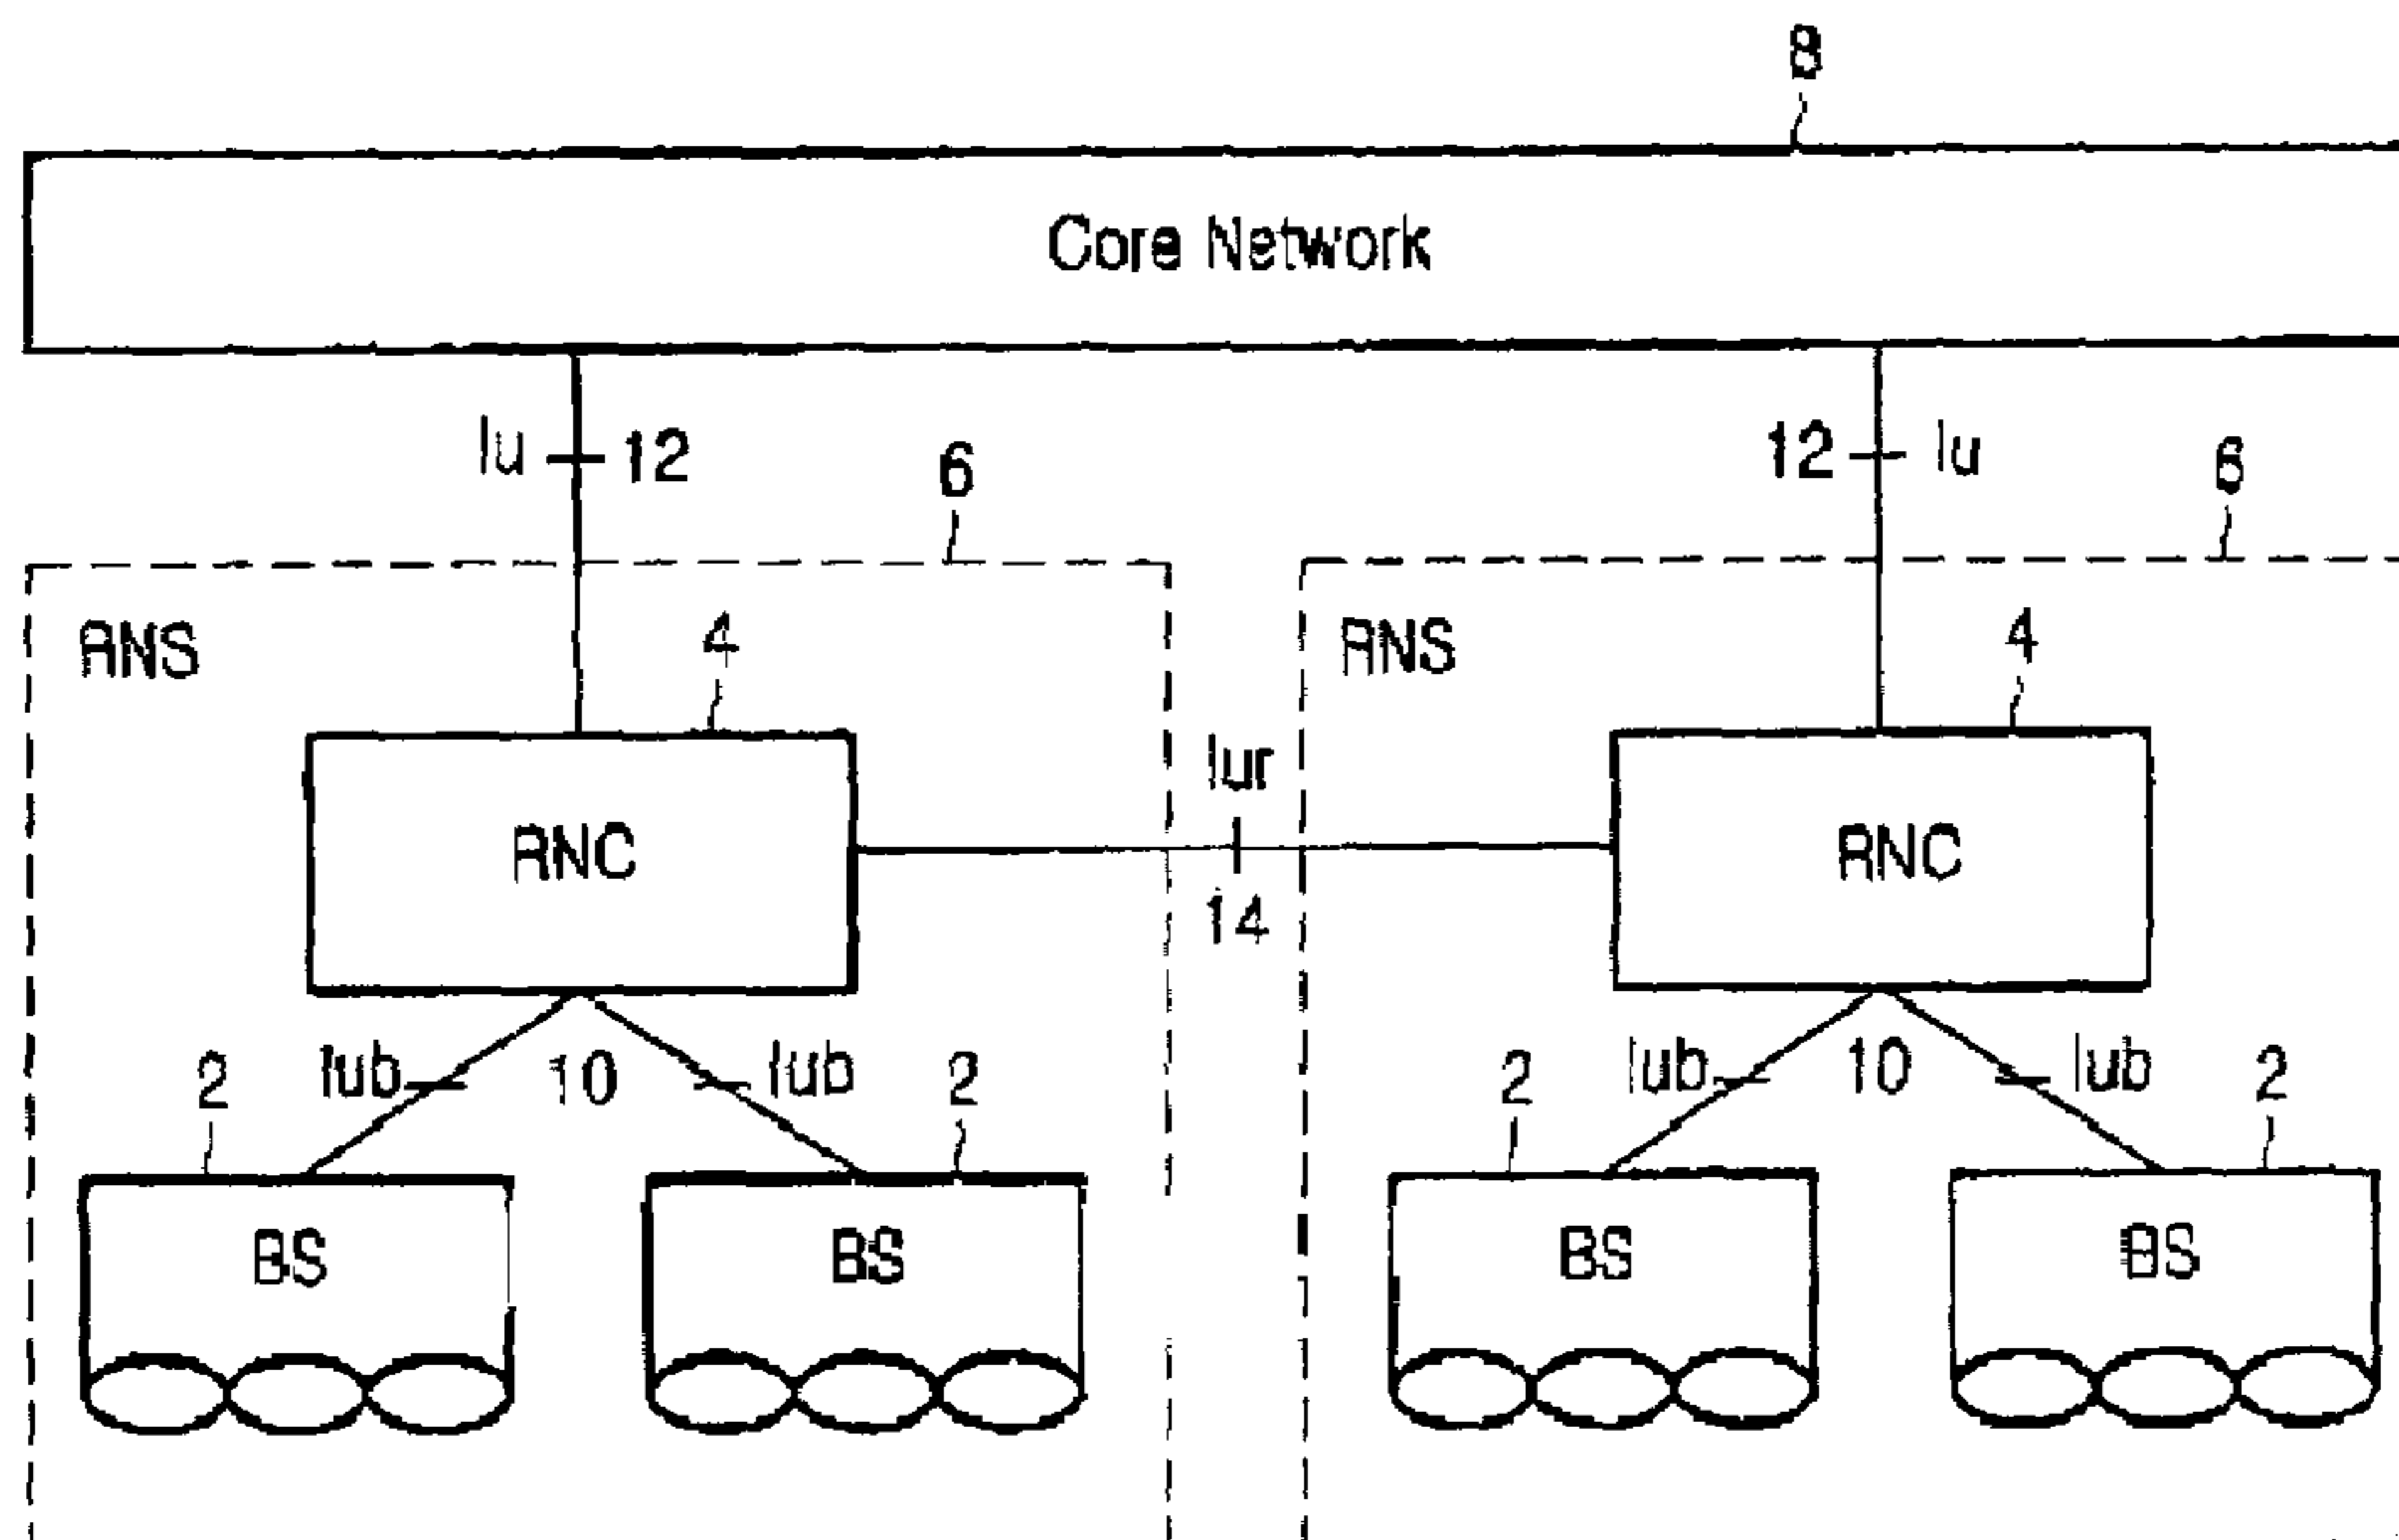 8
Core Network
Iu 12
12 Iu
6
6
RNS
4
RNS
4
Iur
RNC
RNC
14
2 Iub 10 Iub 2
2 Iub 10 Iub 2
BS
BS
BS
BS